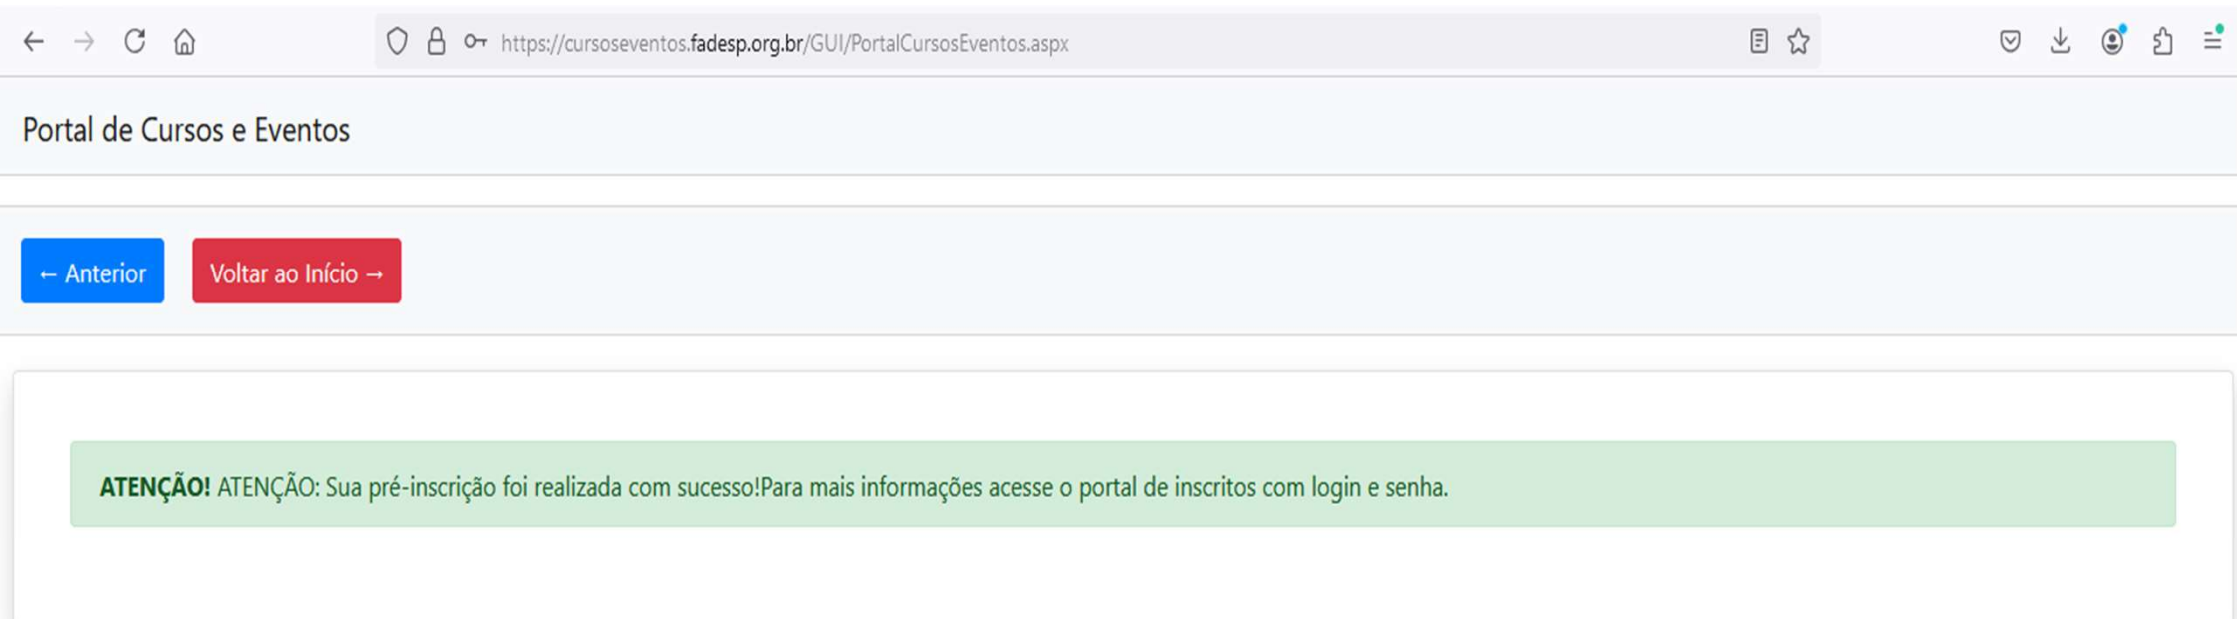 https://cursoseventos.fadesp.org.br/GUI/PortalCursosEventos.aspx
Portal de Cursos e Eventos
← Anterior Voltar ao Início →
ATENÇÃO! ATENÇÃO: Sua pré-inscrição foi realizada com sucesso!Para mais informações acesse o portal de inscritos com login e senha.